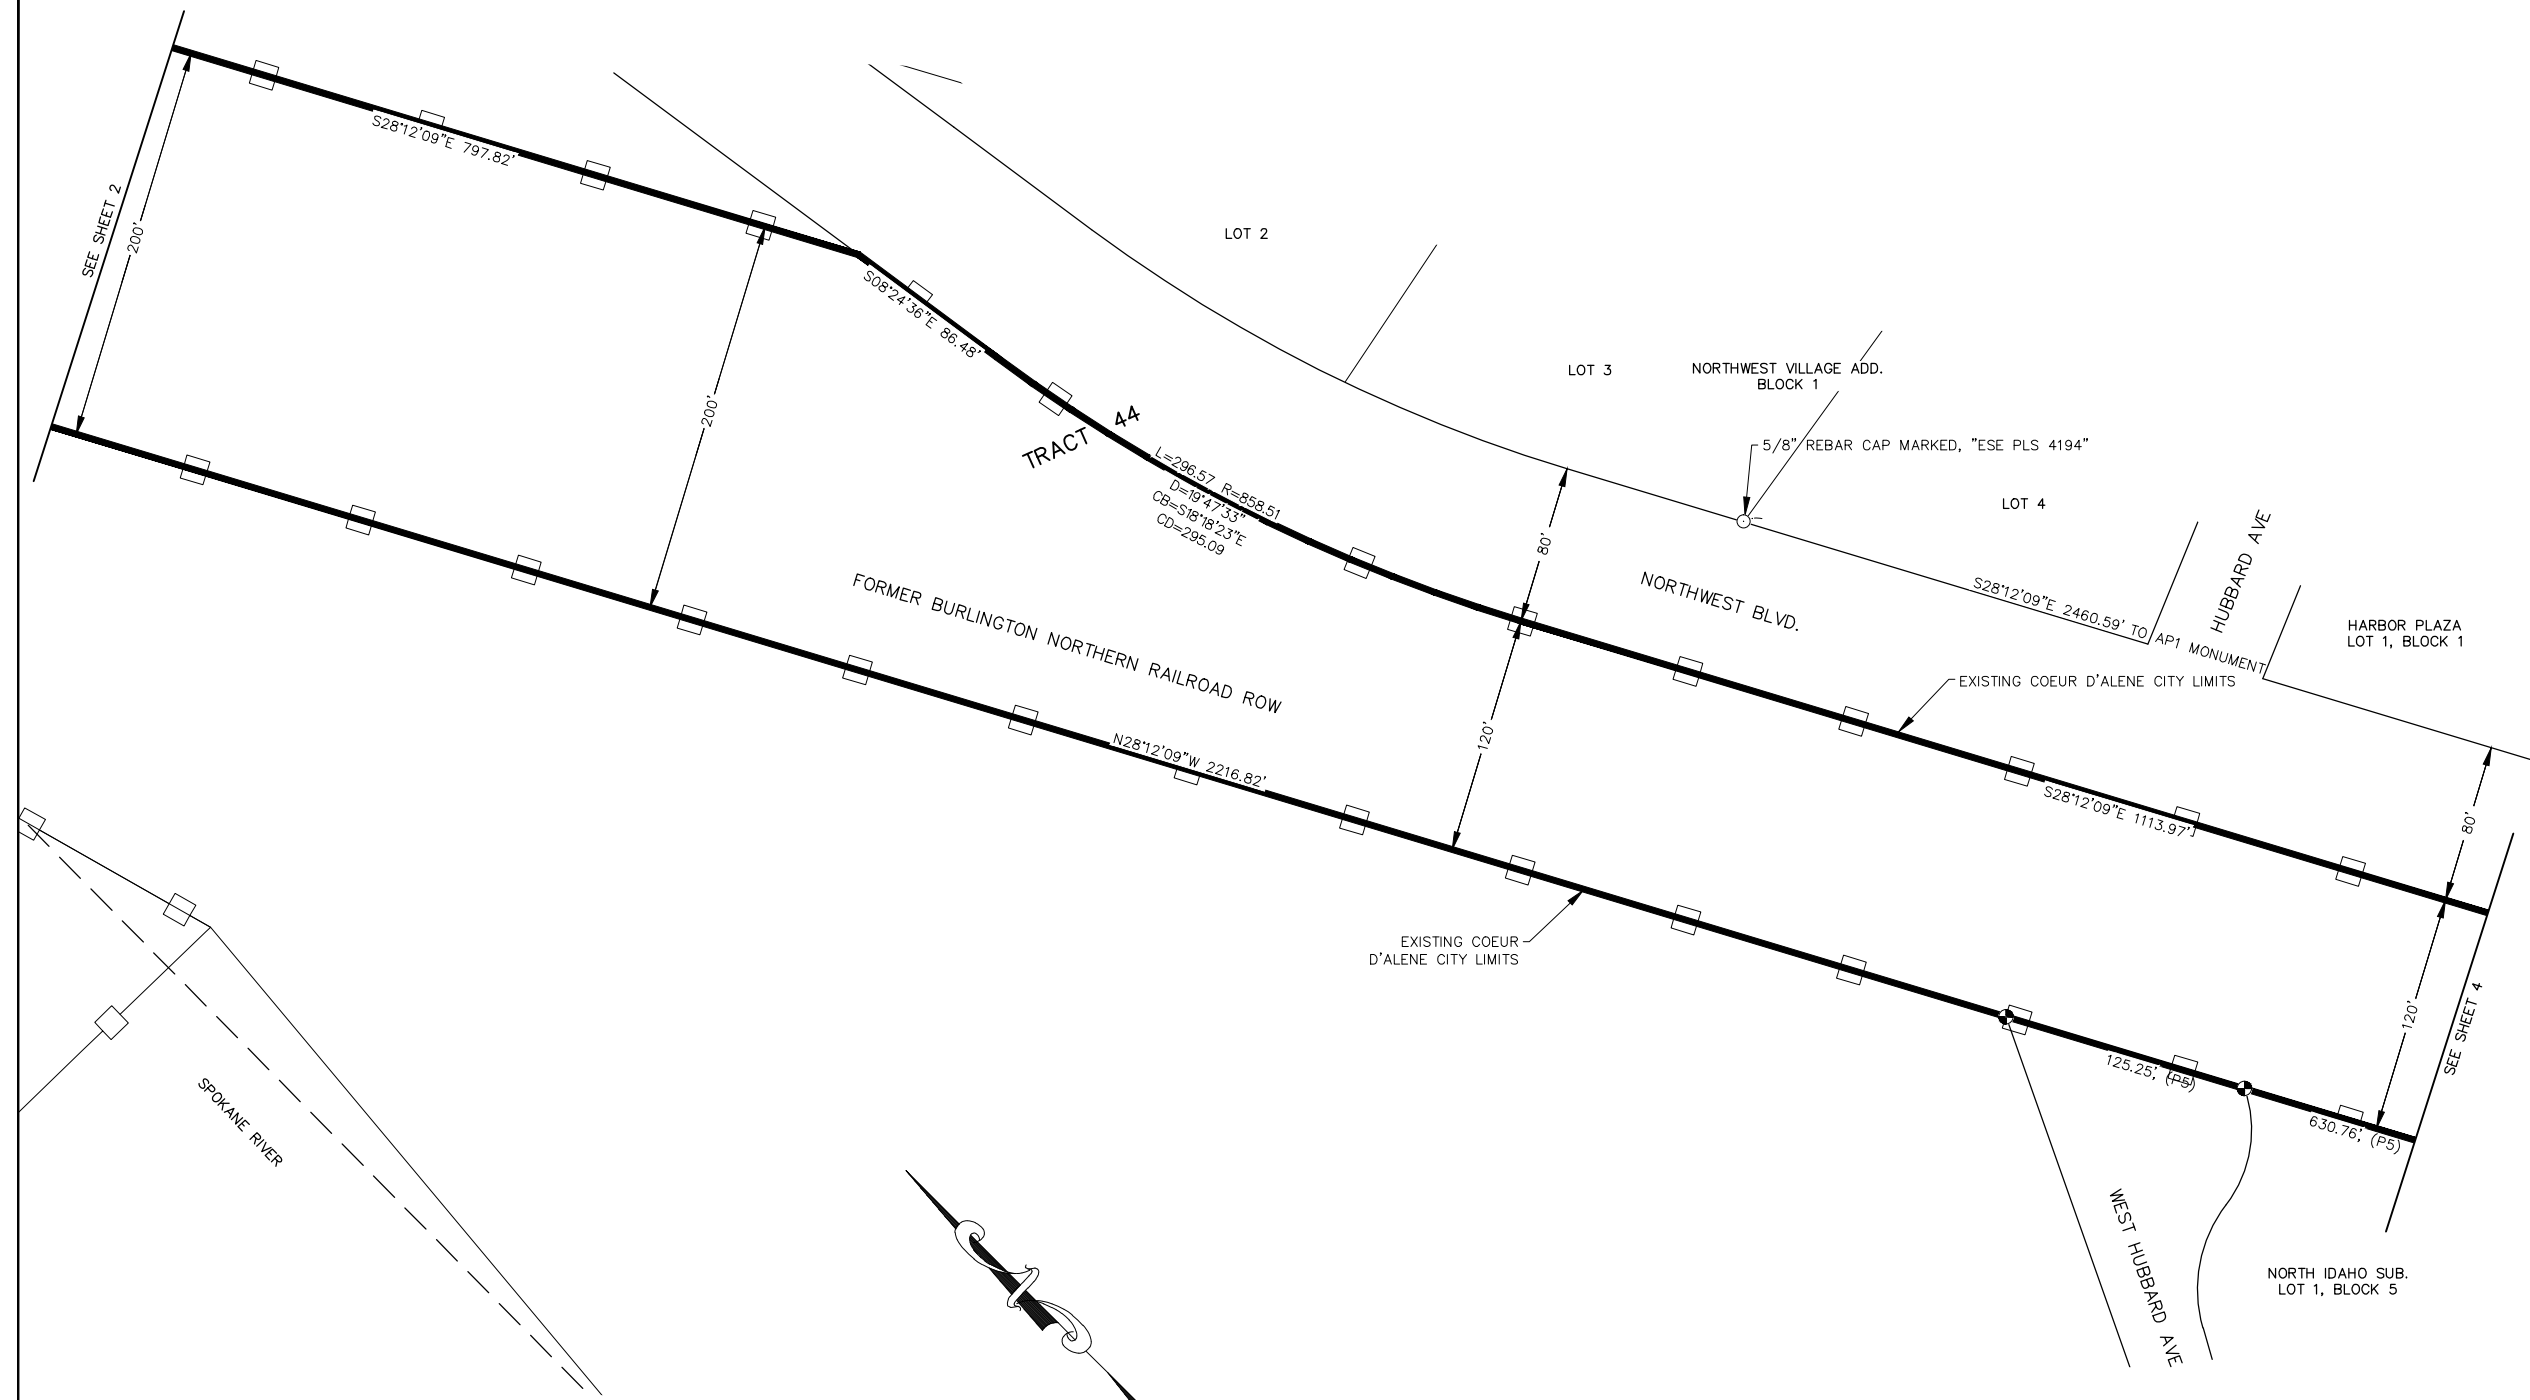 S28°12'09"E 797.82'
SEE SHEET 2
200'
S08°24'36"E 86.48'
200'
TRACT 44
L=296.57 R=858.51
D=19°47'33"
CB=S18°18'23"E
CD=295.09
LOT 2
LOT 3
NORTHWEST VILLAGE ADD.
BLOCK 1
5/8" REBAR CAP MARKED, "ESE PLS 4194"
LOT 4
80'
NORTHWEST BLVD.
S28°12'09"E 2460.59' TO AP1 MONUMENT
HUBBARD AVE
HARBOR PLAZA
LOT 1, BLOCK 1
EXISTING COEUR D'ALENE CITY LIMITS
FORMER BURLINGTON NORTHERN RAILROAD ROW
120'
N28°12'09"W 2216.82'
S28°12'09"E 1113.97'
80'
EXISTING COEUR
D'ALENE CITY LIMITS
120'
SEE SHEET 4
125.25', (P5)
630.76', (P5)
SPOKANE RIVER
WEST HUBBARD AVE
NORTH IDAHO SUB.
LOT 1, BLOCK 5